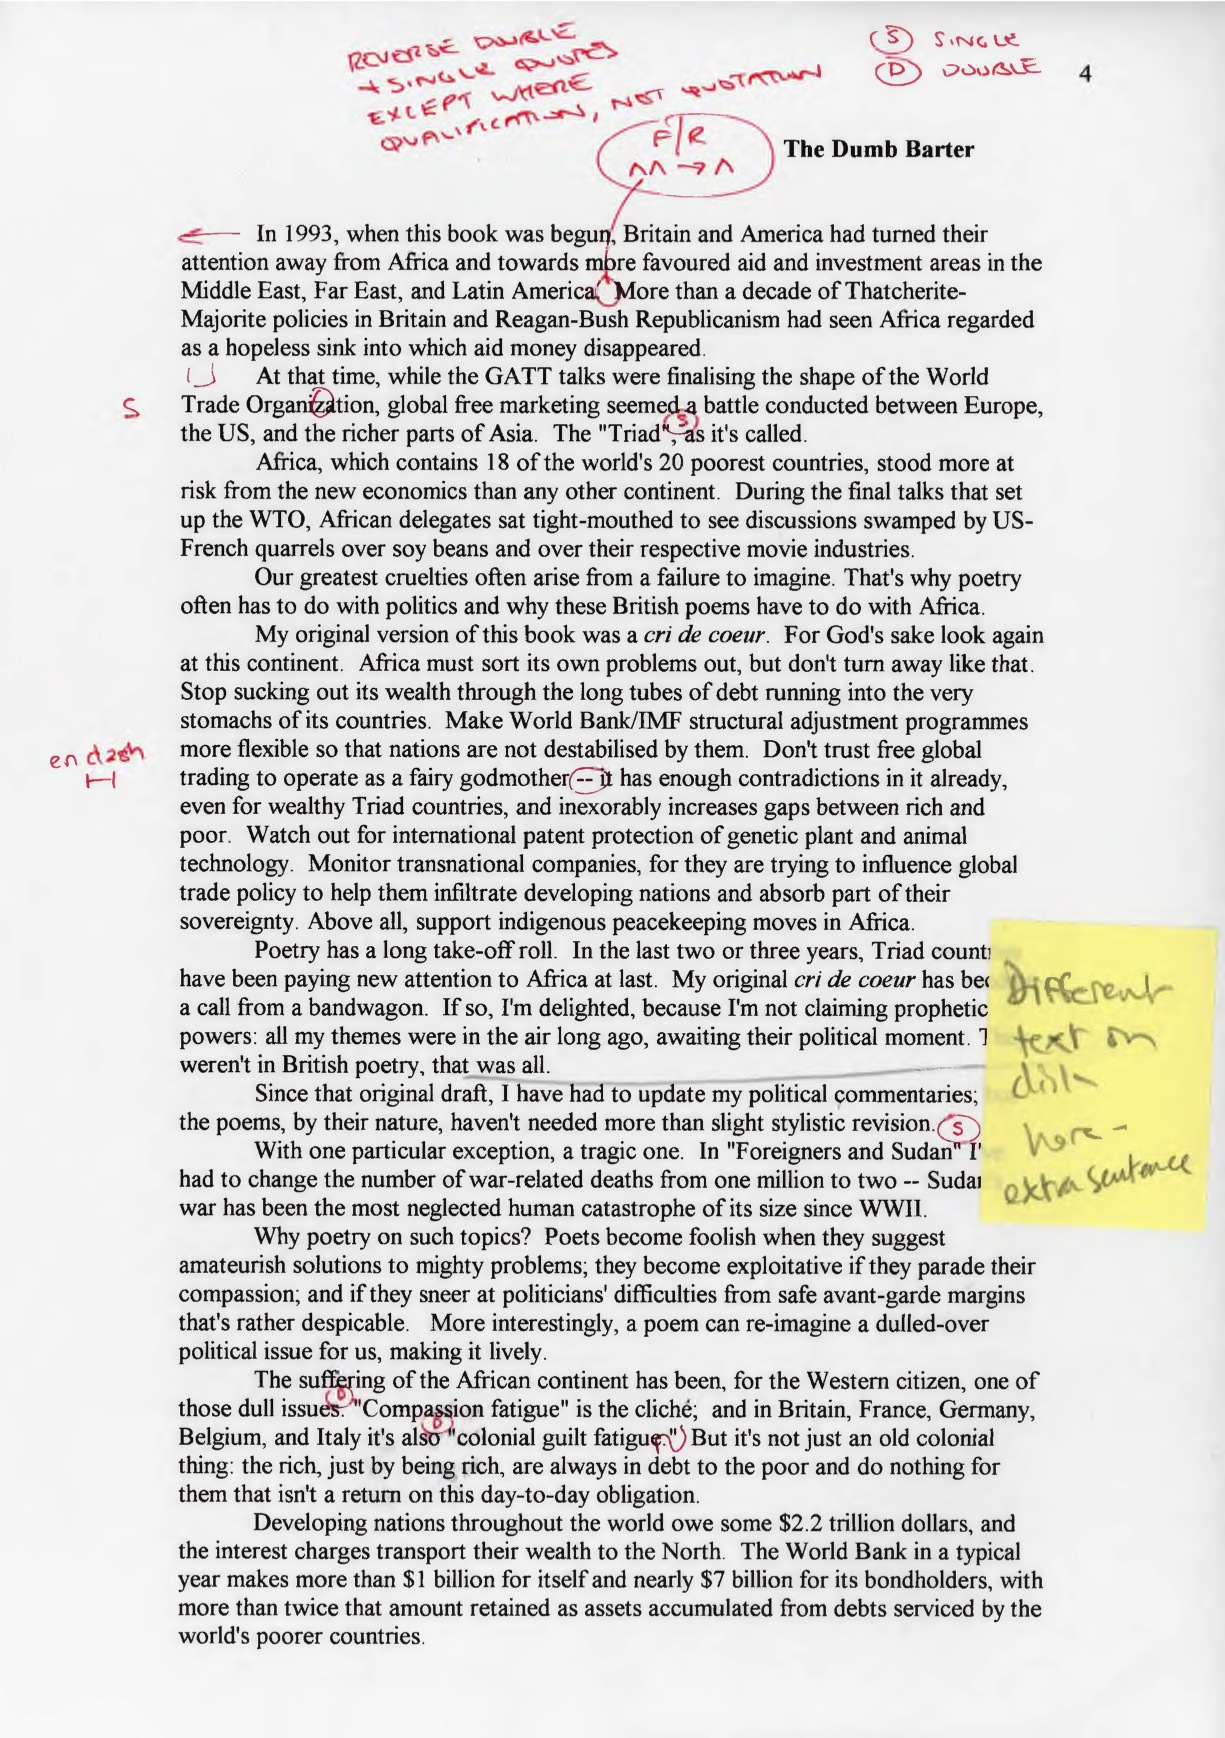 REVERSE DOUBLE
+ SINGLE QUOTES
EXCEPT WHERE
QUALIFICATION, NOT QUOTATION
(S) SINGLE
(D) DOUBLE
4
F/R
ΛΛ → Λ
The Dumb Barter
In 1993, when this book was begun, Britain and America had turned their
attention away from Africa and towards more favoured aid and investment areas in the
Middle East, Far East, and Latin America. More than a decade of Thatcherite-
Majorite policies in Britain and Reagan-Bush Republicanism had seen Africa regarded
as a hopeless sink into which aid money disappeared.
At that time, while the GATT talks were finalising the shape of the World
S
Trade Organization, global free marketing seemed a battle conducted between Europe,
S
the US, and the richer parts of Asia. The "Triad", as it's called.
Africa, which contains 18 of the world's 20 poorest countries, stood more at
risk from the new economics than any other continent. During the final talks that set
up the WTO, African delegates sat tight-mouthed to see discussions swamped by US-
French quarrels over soy beans and over their respective movie industries.
Our greatest cruelties often arise from a failure to imagine. That's why poetry
often has to do with politics and why these British poems have to do with Africa.
My original version of this book was a cri de coeur. For God's sake look again
at this continent. Africa must sort its own problems out, but don't turn away like that.
Stop sucking out its wealth through the long tubes of debt running into the very
stomachs of its countries. Make World Bank/IMF structural adjustment programmes
more flexible so that nations are not destabilised by them. Don't trust free global
en dash
trading to operate as a fairy godmother -- it has enough contradictions in it already,
even for wealthy Triad countries, and inexorably increases gaps between rich and
poor. Watch out for international patent protection of genetic plant and animal
technology. Monitor transnational companies, for they are trying to influence global
trade policy to help them infiltrate developing nations and absorb part of their
sovereignty. Above all, support indigenous peacekeeping moves in Africa.
Poetry has a long take-off roll. In the last two or three years, Triad count
have been paying new attention to Africa at last. My original cri de coeur has bec
a call from a bandwagon. If so, I'm delighted, because I'm not claiming prophetic
powers: all my themes were in the air long ago, awaiting their political moment. T
weren't in British poetry, that was all.
Since that original draft, I have had to update my political commentaries;
the poems, by their nature, haven't needed more than slight stylistic revision.
S
With one particular exception, a tragic one. In "Foreigners and Sudan" I'
had to change the number of war-related deaths from one million to two -- Sudan
war has been the most neglected human catastrophe of its size since WWII.
Different
text on
disk
here -
extra sentence
Why poetry on such topics? Poets become foolish when they suggest
amateurish solutions to mighty problems; they become exploitative if they parade their
compassion; and if they sneer at politicians' difficulties from safe avant-garde margins
that's rather despicable. More interestingly, a poem can re-imagine a dulled-over
political issue for us, making it lively.
The suffering of the African continent has been, for the Western citizen, one of
D
those dull issues. "Compassion fatigue" is the cliché; and in Britain, France, Germany,
D
Belgium, and Italy it's also "colonial guilt fatigue." But it's not just an old colonial
thing: the rich, just by being rich, are always in debt to the poor and do nothing for
them that isn't a return on this day-to-day obligation.
Developing nations throughout the world owe some $2.2 trillion dollars, and
the interest charges transport their wealth to the North. The World Bank in a typical
year makes more than $1 billion for itself and nearly $7 billion for its bondholders, with
more than twice that amount retained as assets accumulated from debts serviced by the
world's poorer countries.